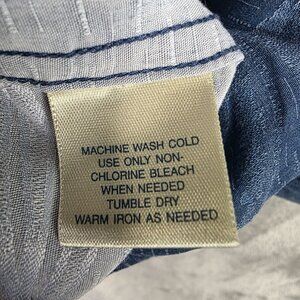 MACHINE WASH COLD
USE ONLY NON-
CHLORINE BLEACH
WHEN NEEDED
TUMBLE DRY
WARM IRON AS NEEDED